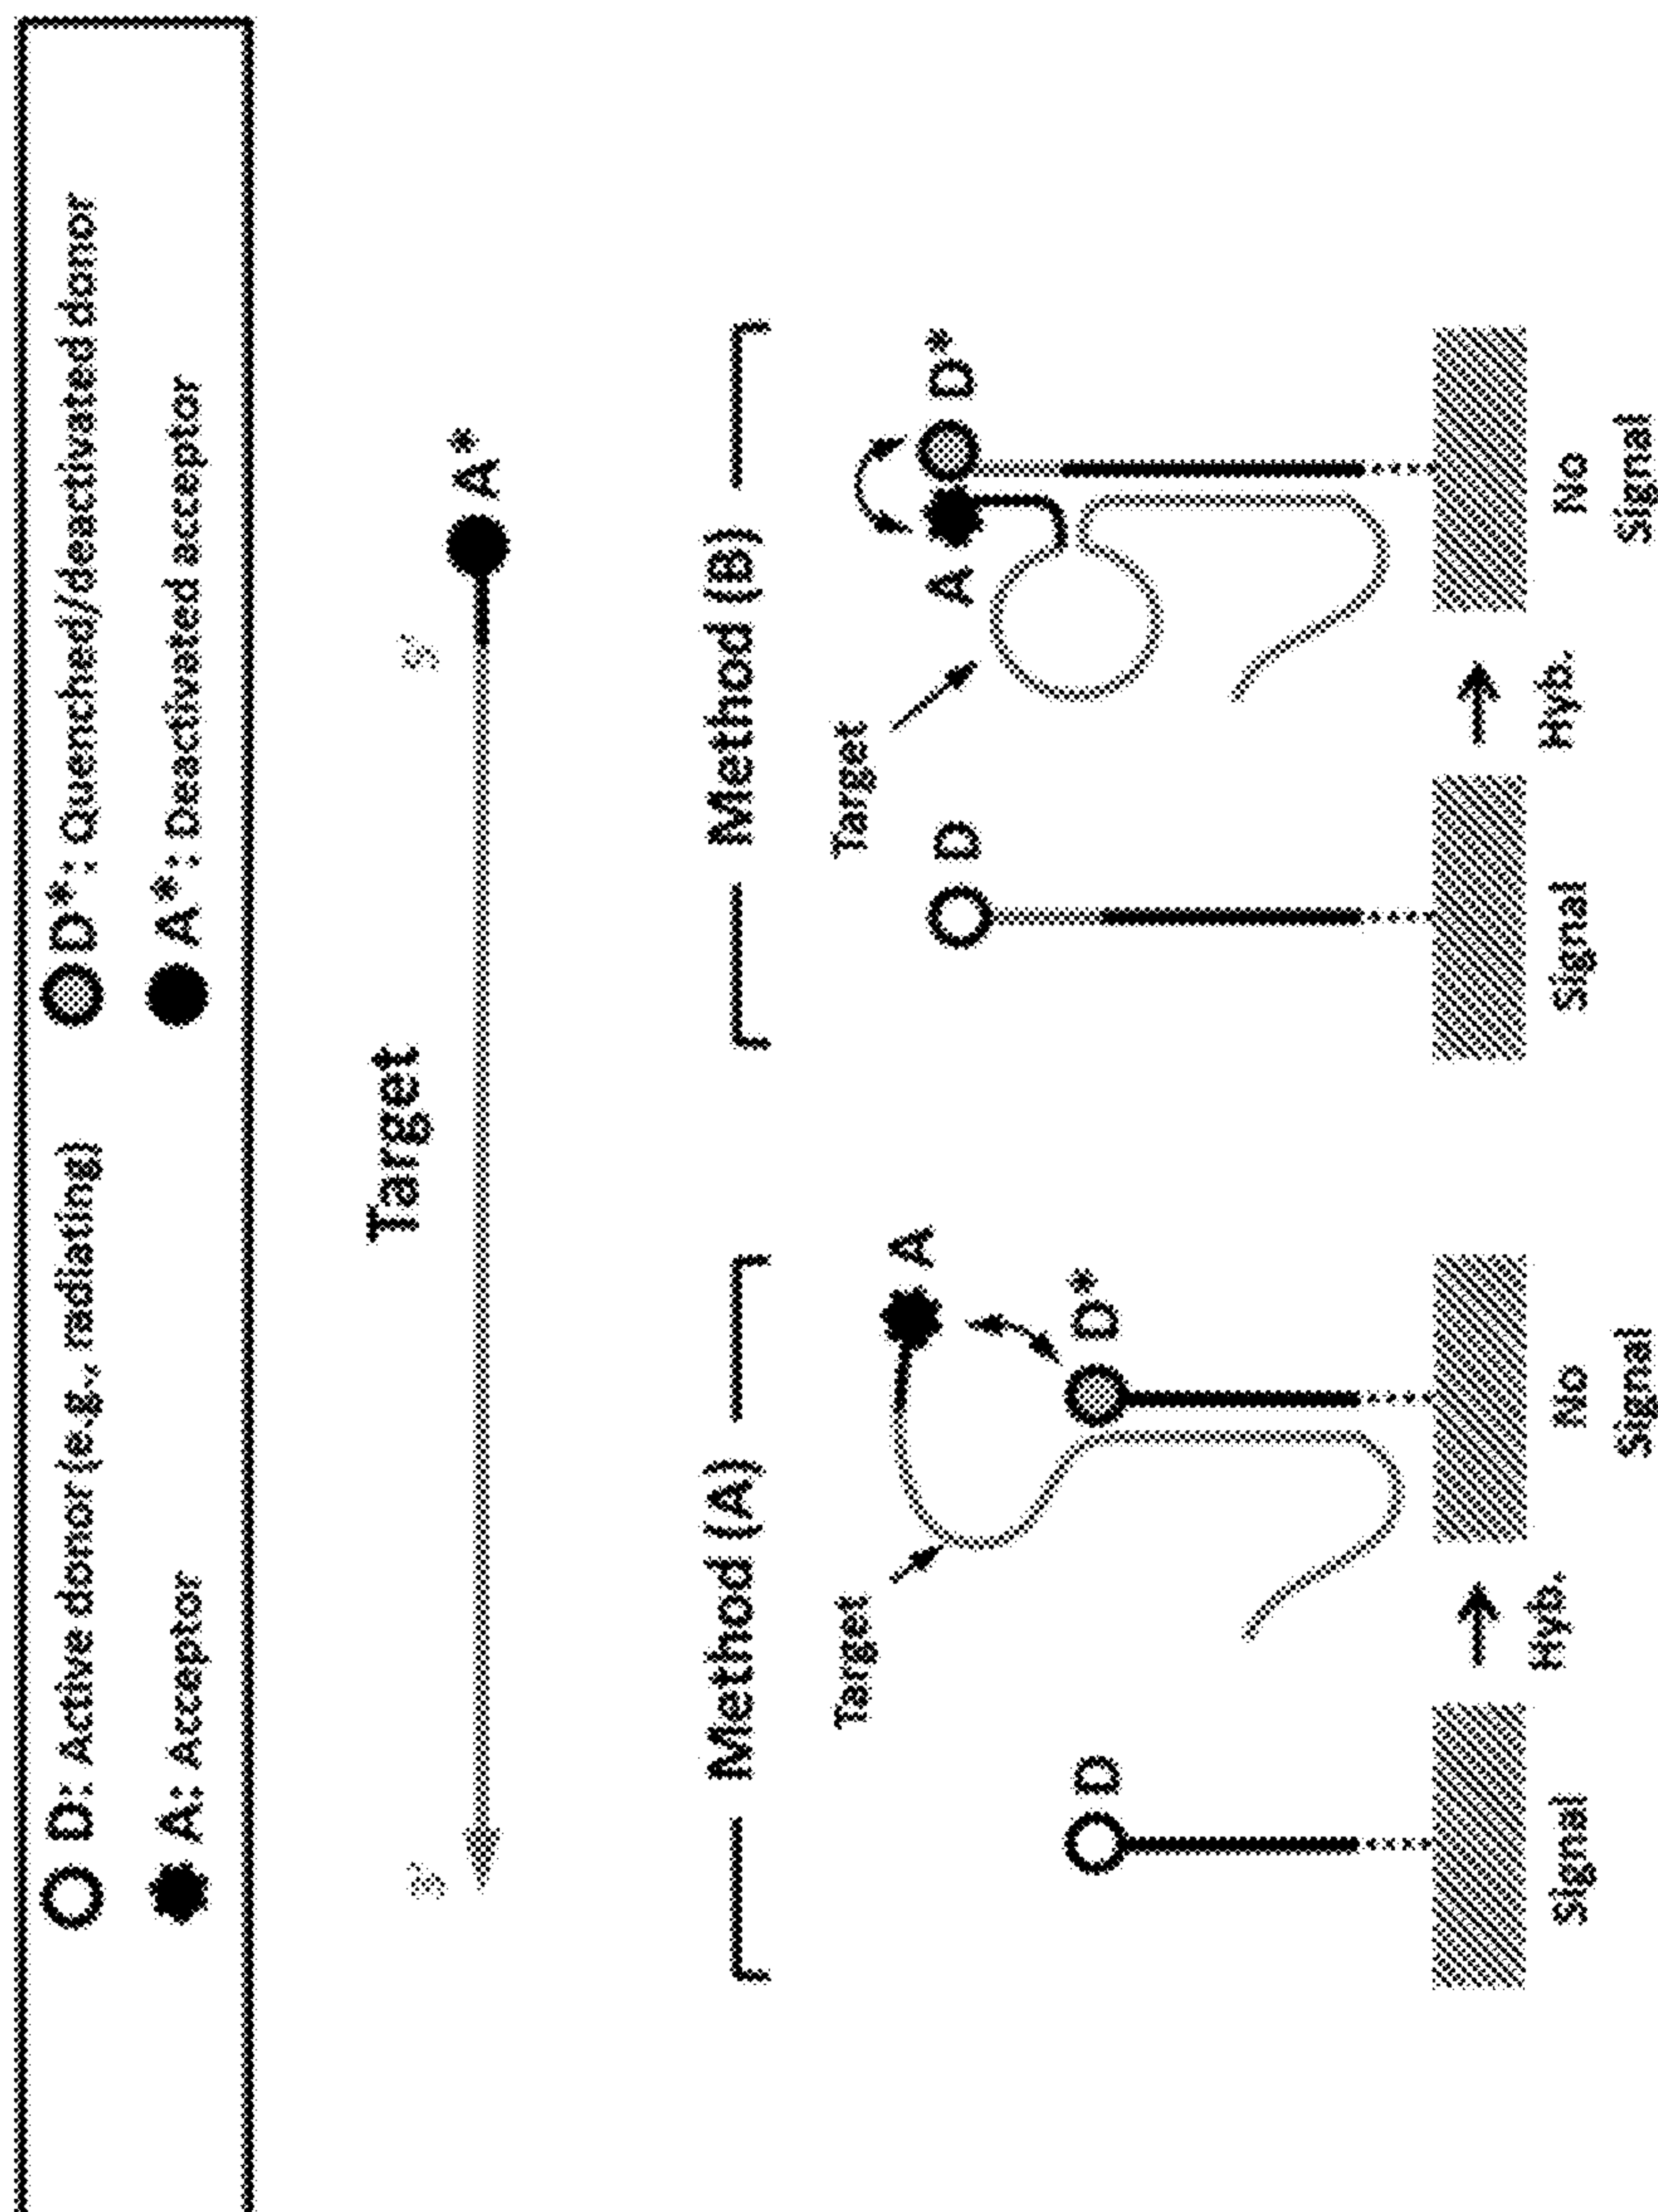 D: Active donor (e.g., radiating) D*: Quenched/deactivated donor
A: Acceptor A*: Deactivated acceptor
Target
A*
Method (A)
Method (B)
Target
A
D
D*
Signal
Hyb.
No
Signal
Target
D
A
D*
Signal
Hyb.
No
Signal